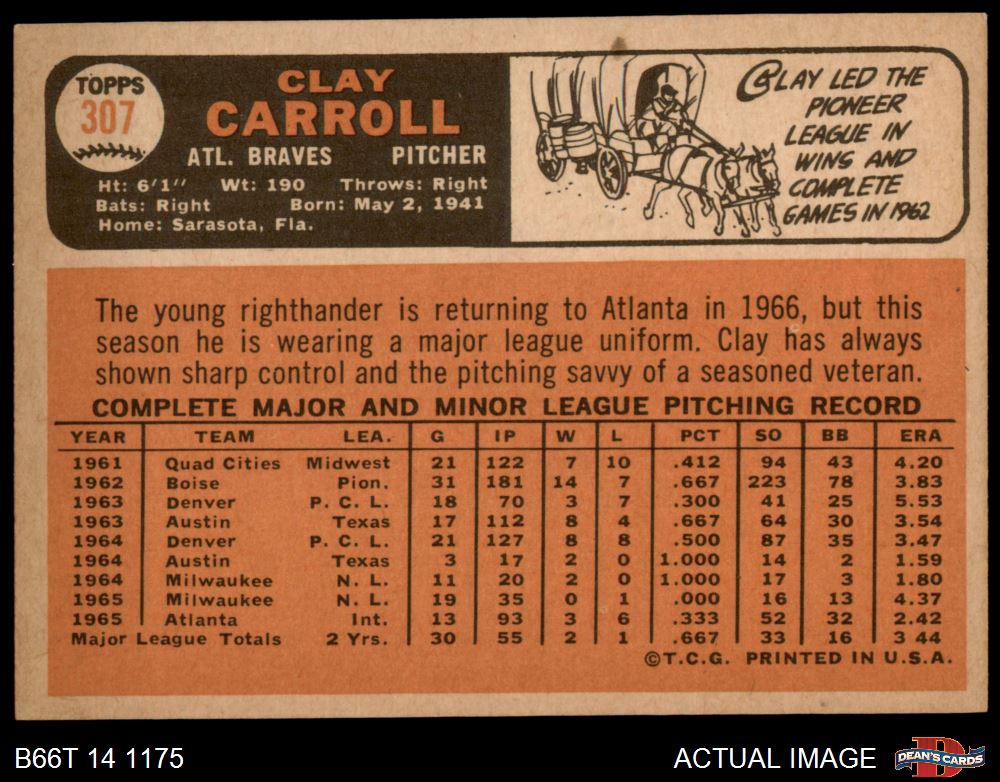 TOPPS
307
CLAY
CARROLL
ATL. BRAVES PITCHER
Ht: 6'1" Wt: 190 Throws: Right
Bats: Right Born: May 2, 1941
Home: Sarasota, Fla.
CLAY LED THE
PIONEER
LEAGUE IN
WINS AND
COMPLETE
GAMES IN 1962
The young righthander is returning to Atlanta in 1966, but this
season he is wearing a major league uniform. Clay has always
shown sharp control and the pitching savvy of a seasoned veteran.
COMPLETE MAJOR AND MINOR LEAGUE PITCHING RECORD
YEAR TEAM LEA. G IP W L PCT SO BB ERA
1961 Quad Cities Midwest 21 122 7 10 .412 94 43 4.20
1962 Boise Pion. 31 181 14 7 .667 223 78 3.83
1963 Denver P. C. L. 18 70 3 7 .300 41 25 5.53
1963 Austin Texas 17 112 8 4 .667 64 30 3.54
1964 Denver P. C. L. 21 127 8 8 .500 87 35 3.47
1964 Austin Texas 3 17 2 0 1.000 14 2 1.59
1964 Milwaukee N. L. 11 20 2 0 1.000 17 3 1.80
1965 Milwaukee N. L. 19 35 0 1 .000 16 13 4.37
1965 Atlanta Int. 13 93 3 6 .333 52 32 2.42
Major League Totals 2 Yrs. 30 55 2 1 .667 33 16 3 44
©T.C.G. PRINTED IN U.S.A.
B66T 14 1175 ACTUAL IMAGE
D
DEAN'S CARDS